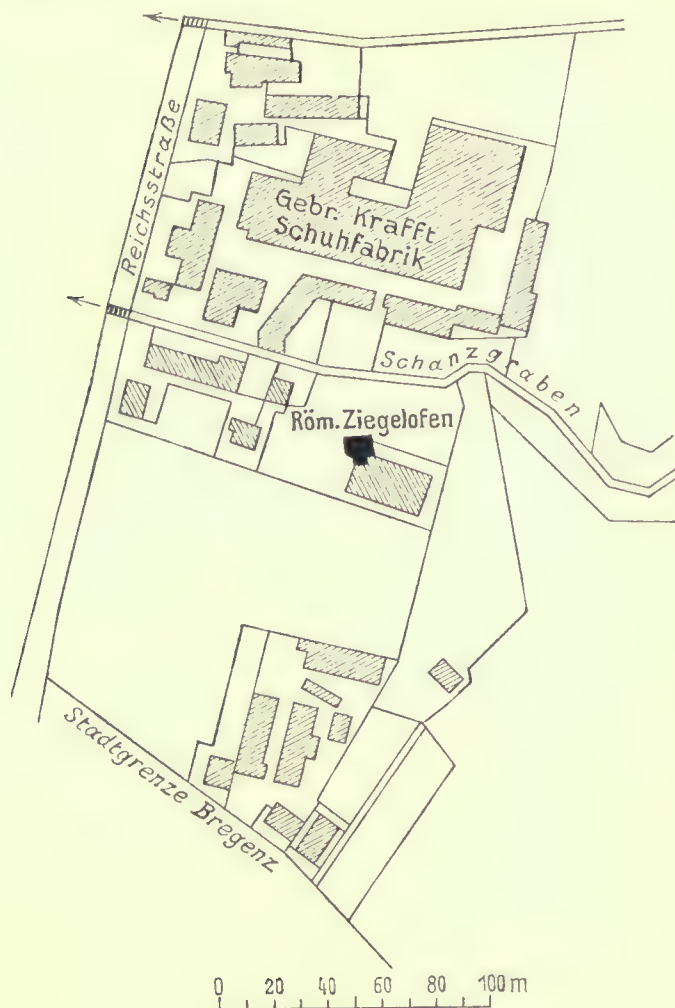 Reichsstraße
Gebr. Krafft
Schuhfabrik
Schanzgraben
Röm. Ziegelofen
Stadtgrenze Bregenz
0 20 40 60 80 100 m